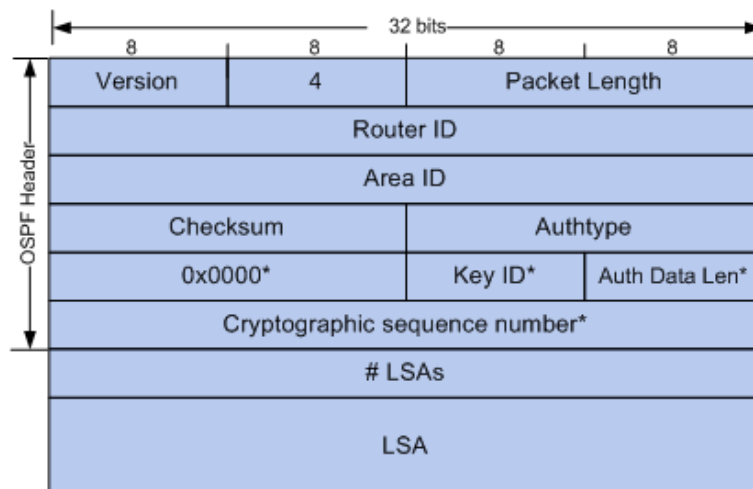 32 bits
8 8 8 8
OSPF Header
Version 4 Packet Length
Router ID
Area ID
Checksum Authtype
0x0000* Key ID* Auth Data Len*
Cryptographic sequence number*
# LSAs
LSA